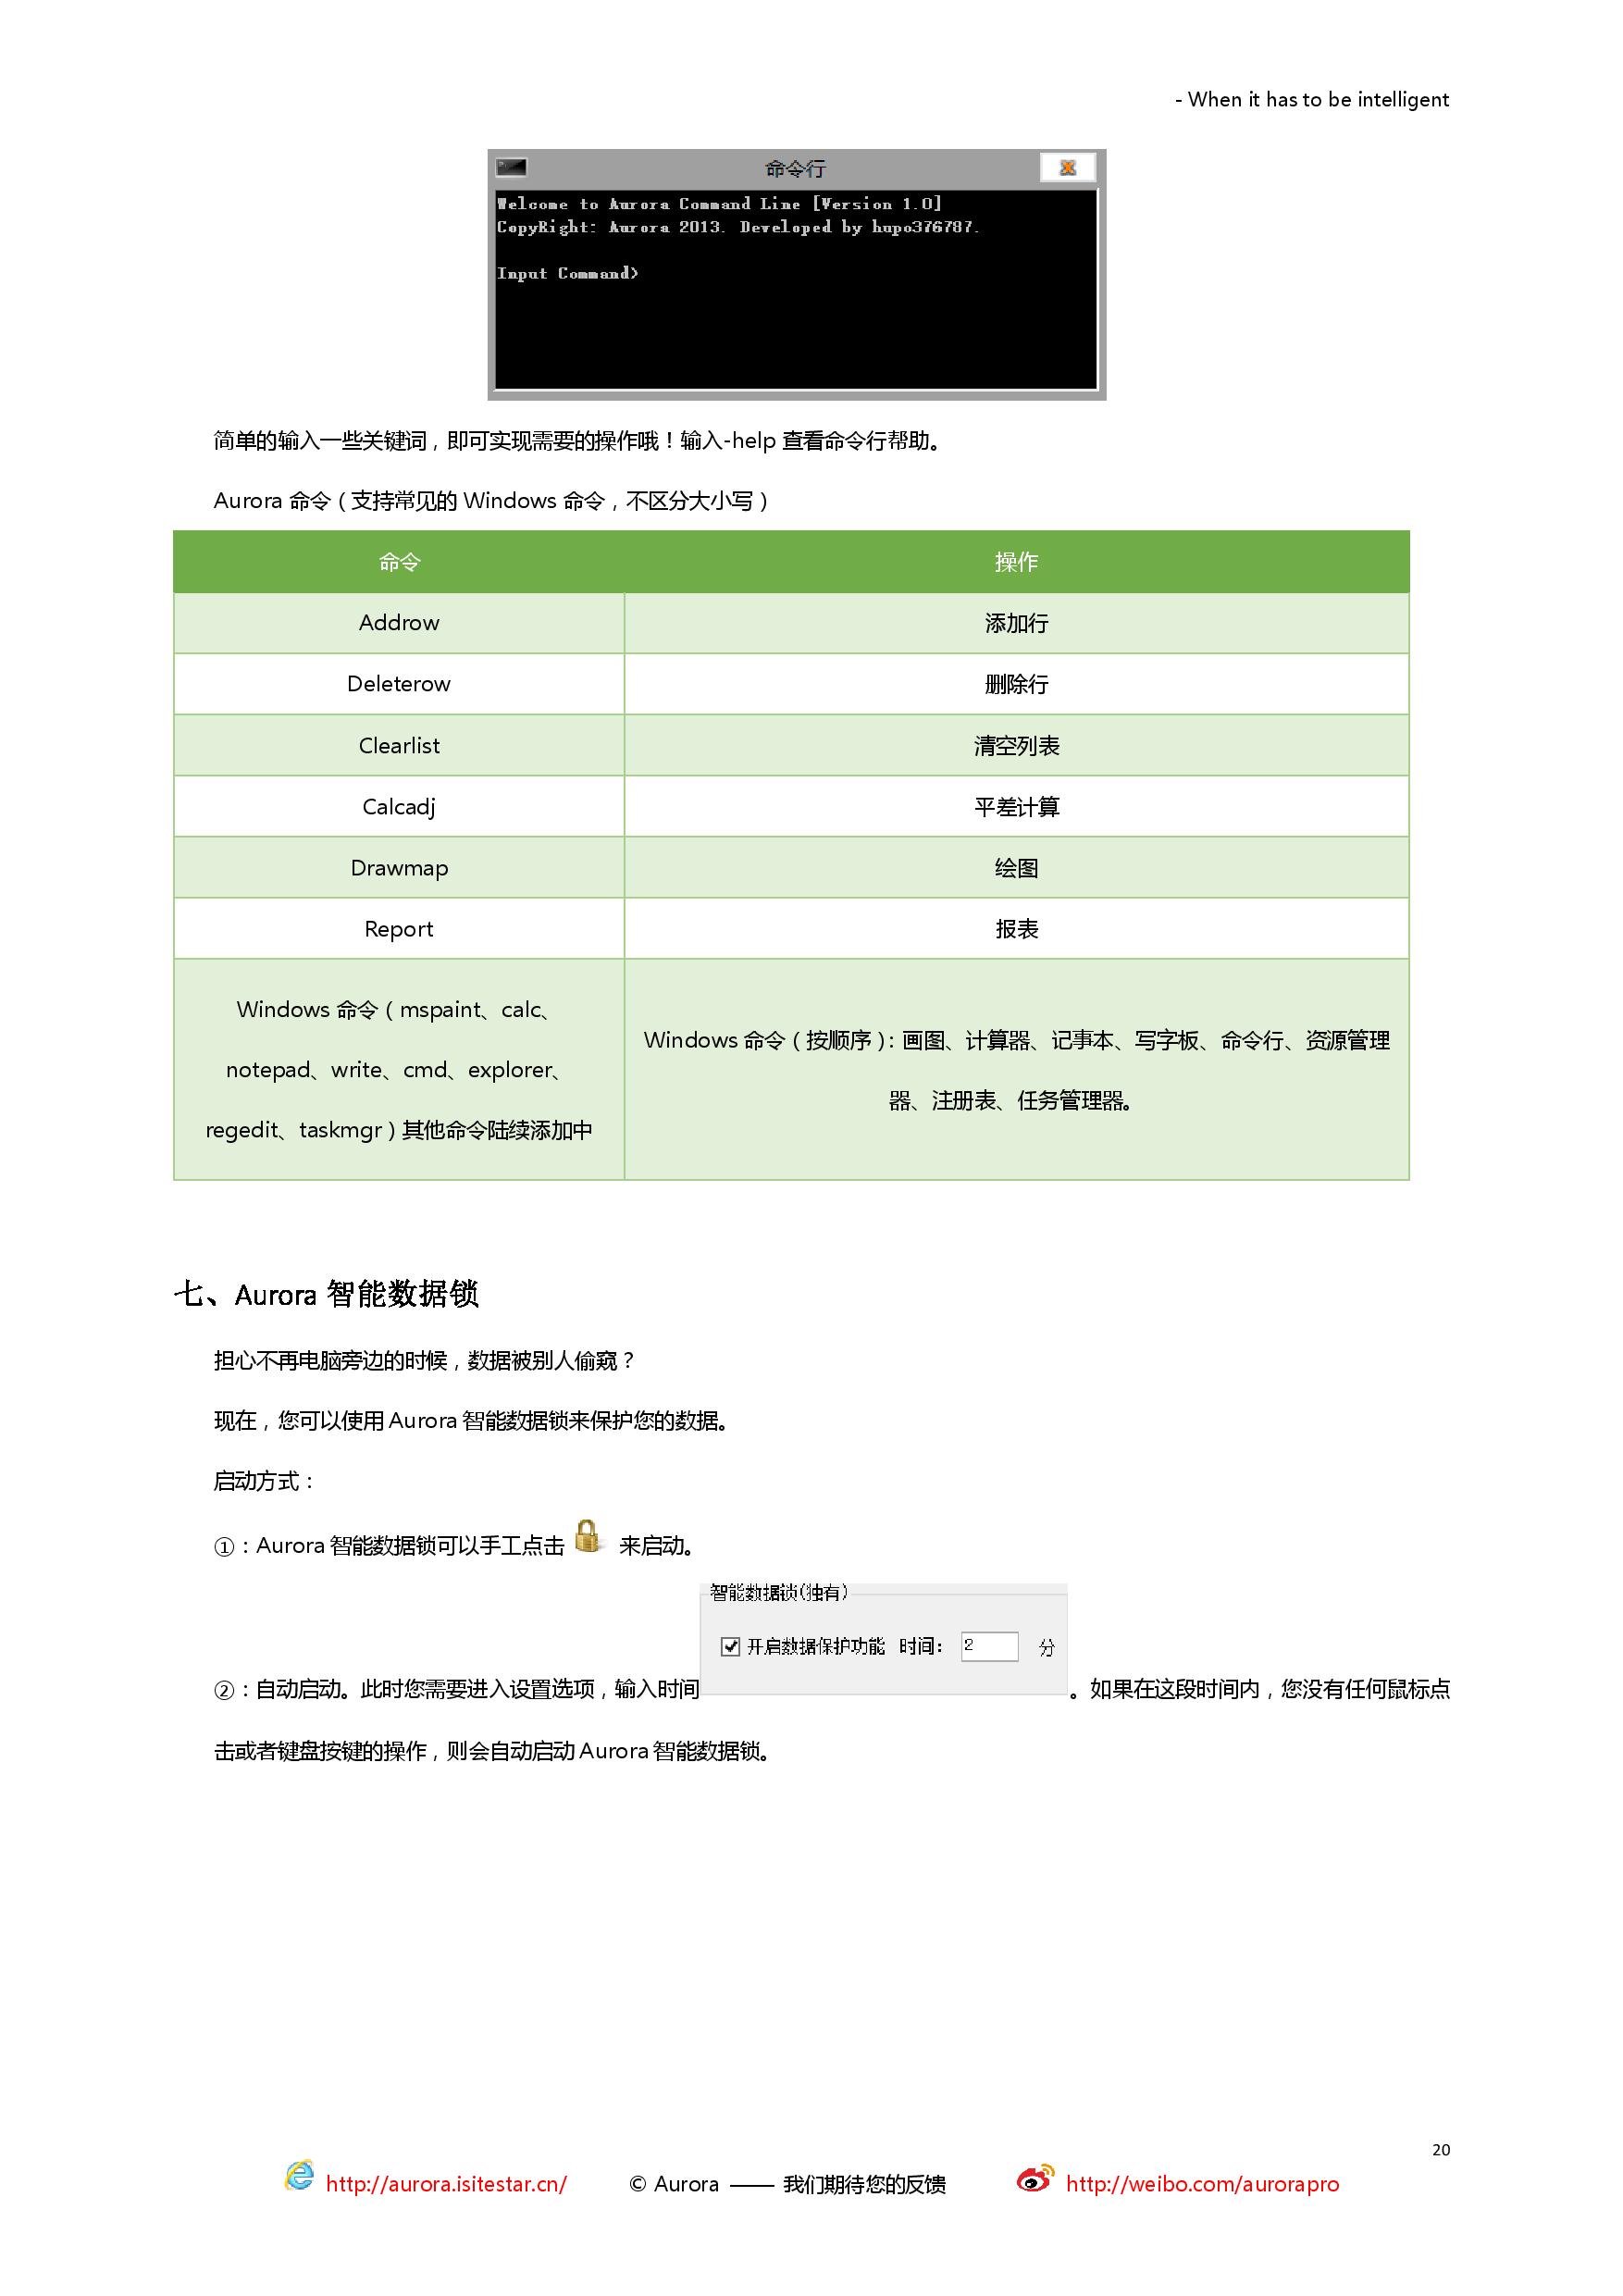 - When it has to be intelligent
命令行
Welcome to Aurora Command Line [Version 1.0]
CopyRight: Aurora 2013. Developed by hupo376787.
Input Command>
简单的输入一些关键词，即可实现需要的操作哦！输入-help 查看命令行帮助。
Aurora 命令（支持常见的 Windows 命令，不区分大小写）
命令 操作
Addrow 添加行
Deleterow 删除行
Clearlist 清空列表
Calcadj 平差计算
Drawmap 绘图
Report 报表
Windows 命令（mspaint、calc、
notepad、write、cmd、explorer、
regedit、taskmgr）其他命令陆续添加中
Windows 命令（按顺序）：画图、计算器、记事本、写字板、命令行、资源管理
器、注册表、任务管理器。
七、Aurora 智能数据锁
担心不再电脑旁边的时候，数据被别人偷窥？
现在，您可以使用 Aurora 智能数据锁来保护您的数据。
启动方式：
①：Aurora 智能数据锁可以手工点击 来启动。
智能数据锁(独有)
开启数据保护功能 时间： 2 分
②：自动启动。此时您需要进入设置选项，输入时间 。如果在这段时间内，您没有任何鼠标点
击或者键盘按键的操作，则会自动启动 Aurora 智能数据锁。
20
http://aurora.isitestar.cn/ © Aurora —— 我们期待您的反馈 http://weibo.com/aurorapro